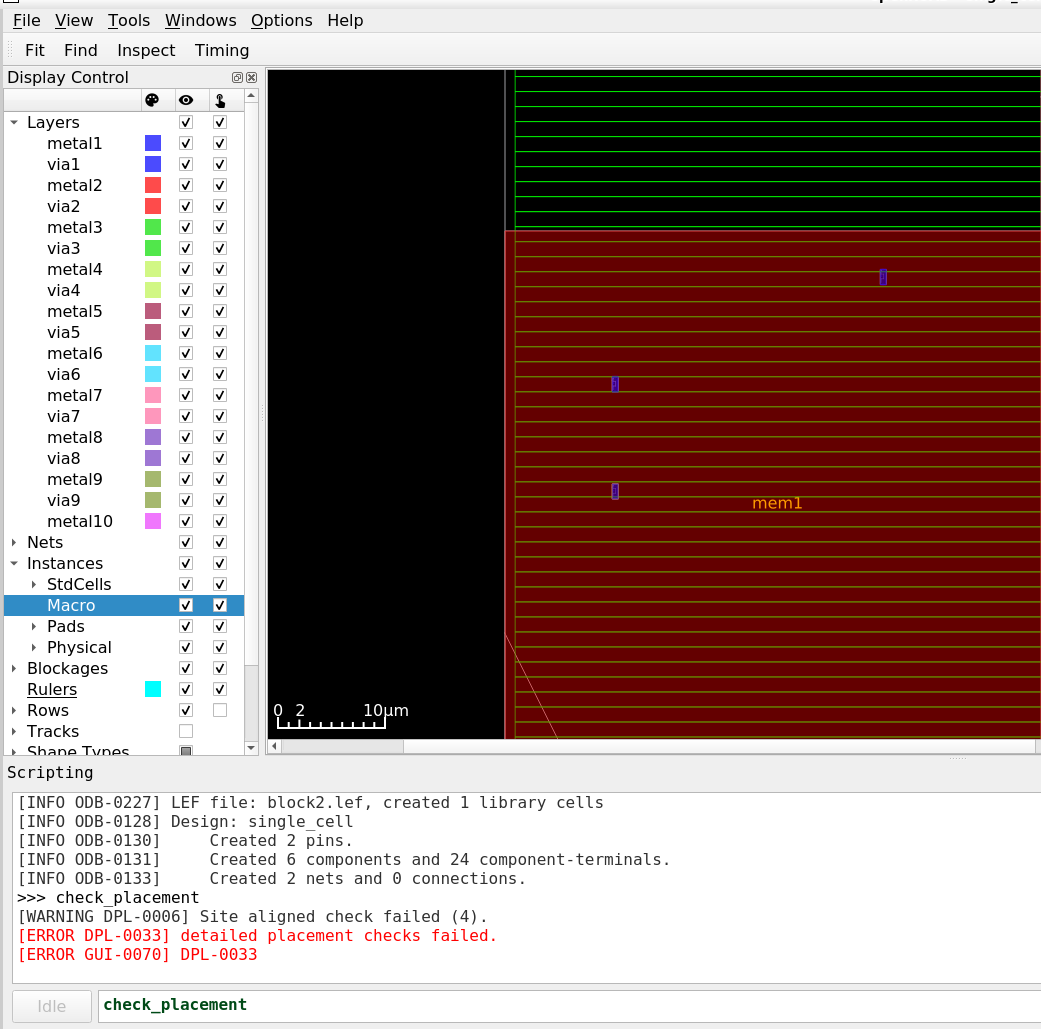 File View Tools Windows Options Help
Fit Find Inspect Timing
Display Control
Layers
metal1
via1
metal2
via2
metal3
via3
metal4
via4
metal5
via5
metal6
via6
metal7
via7
metal8
via8
metal9
via9
metal10
Nets
Instances
StdCells
Macro
Pads
Physical
Blockages
Rulers
Rows
Tracks
Shape Types
mem1
0 2 10μm
Scripting
[INFO ODB-0227] LEF file: block2.lef, created 1 library cells
[INFO ODB-0128] Design: single_cell
[INFO ODB-0130]     Created 2 pins.
[INFO ODB-0131]     Created 6 components and 24 component-terminals.
[INFO ODB-0133]     Created 2 nets and 0 connections.
>>> check_placement
[WARNING DPL-0006] Site aligned check failed (4).
[ERROR DPL-0033] detailed placement checks failed.
[ERROR GUI-0070] DPL-0033
Idle check_placement